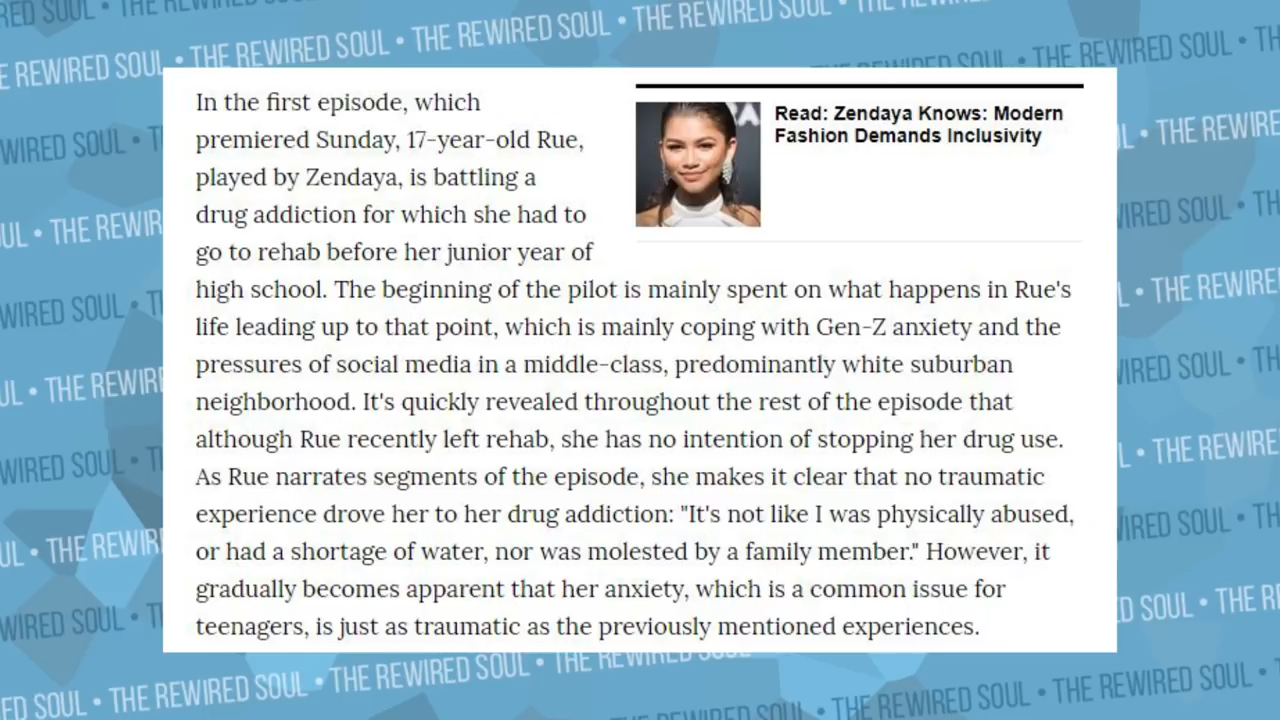 In the first episode, which
premiered Sunday, 17-year-old Rue,
played by Zendaya, is battling a
drug addiction for which she had to
go to rehab before her junior year of
Read: Zendaya Knows: Modern
Fashion Demands Inclusivity
high school. The beginning of the pilot is mainly spent on what happens in Rue's
life leading up to that point, which is mainly coping with Gen-Z anxiety and the
pressures of social media in a middle-class, predominantly white suburban
neighborhood. It's quickly revealed throughout the rest of the episode that
although Rue recently left rehab, she has no intention of stopping her drug use.
As Rue narrates segments of the episode, she makes it clear that no traumatic
experience drove her to her drug addiction: "It's not like I was physically abused,
or had a shortage of water, nor was molested by a family member." However, it
gradually becomes apparent that her anxiety, which is a common issue for
teenagers, is just as traumatic as the previously mentioned experiences.
THE REWIRED SOUL • THE REWIRED SOUL • THE REWIRED SOUL • THE REWIRED SOUL